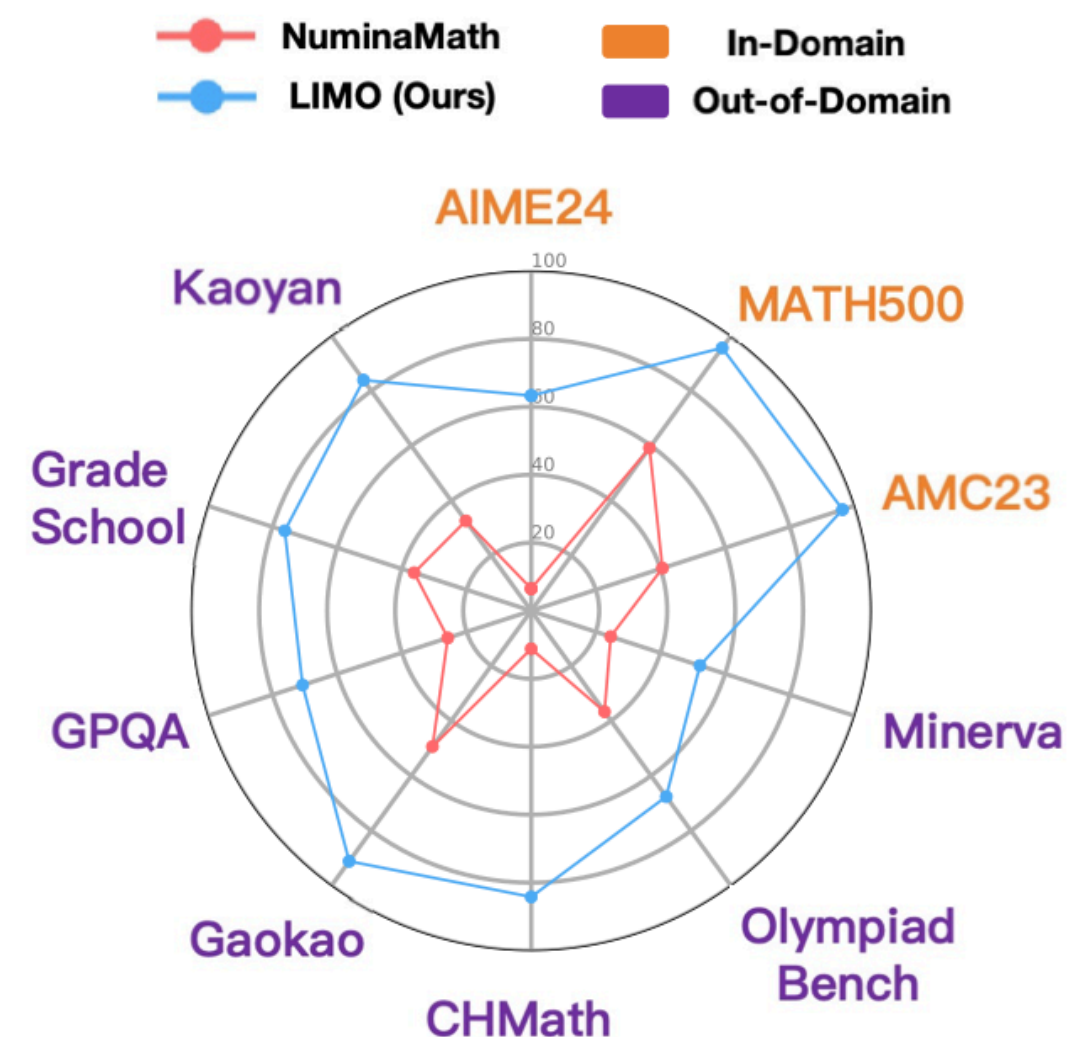 NuminaMath
In-Domain
LIMO (Ours)
Out-of-Domain
AIME24
100
Kaoyan
MATH500
80
60
Grade
School
40
AMC23
20
GPQA
Minerva
Gaokao
Olympiad
Bench
CHMath